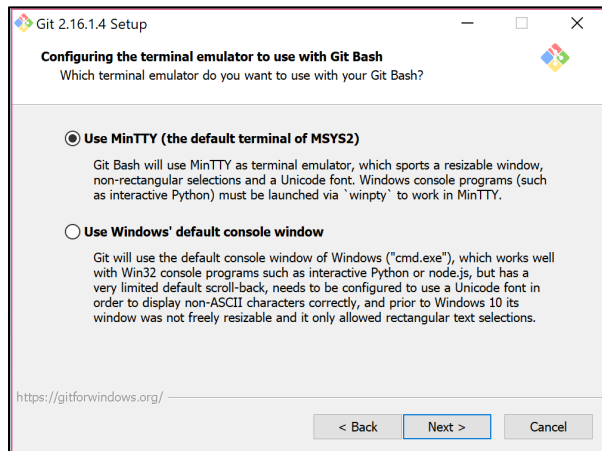 Git 2.16.1.4 Setup
Configuring the terminal emulator to use with Git Bash
Which terminal emulator do you want to use with your Git Bash?
Use MinTTY (the default terminal of MSYS2)
Git Bash will use MinTTY as terminal emulator, which sports a resizable window,
non-rectangular selections and a Unicode font. Windows console programs (such
as interactive Python) must be launched via `winpty` to work in MinTTY.
Use Windows' default console window
Git will use the default console window of Windows ("cmd.exe"), which works well
with Win32 console programs such as interactive Python or node.js, but has a
very limited default scroll-back, needs to be configured to use a Unicode font in
order to display non-ASCII characters correctly, and prior to Windows 10 its
window was not freely resizable and it only allowed rectangular text selections.
https://gitforwindows.org/
< Back
Next >
Cancel